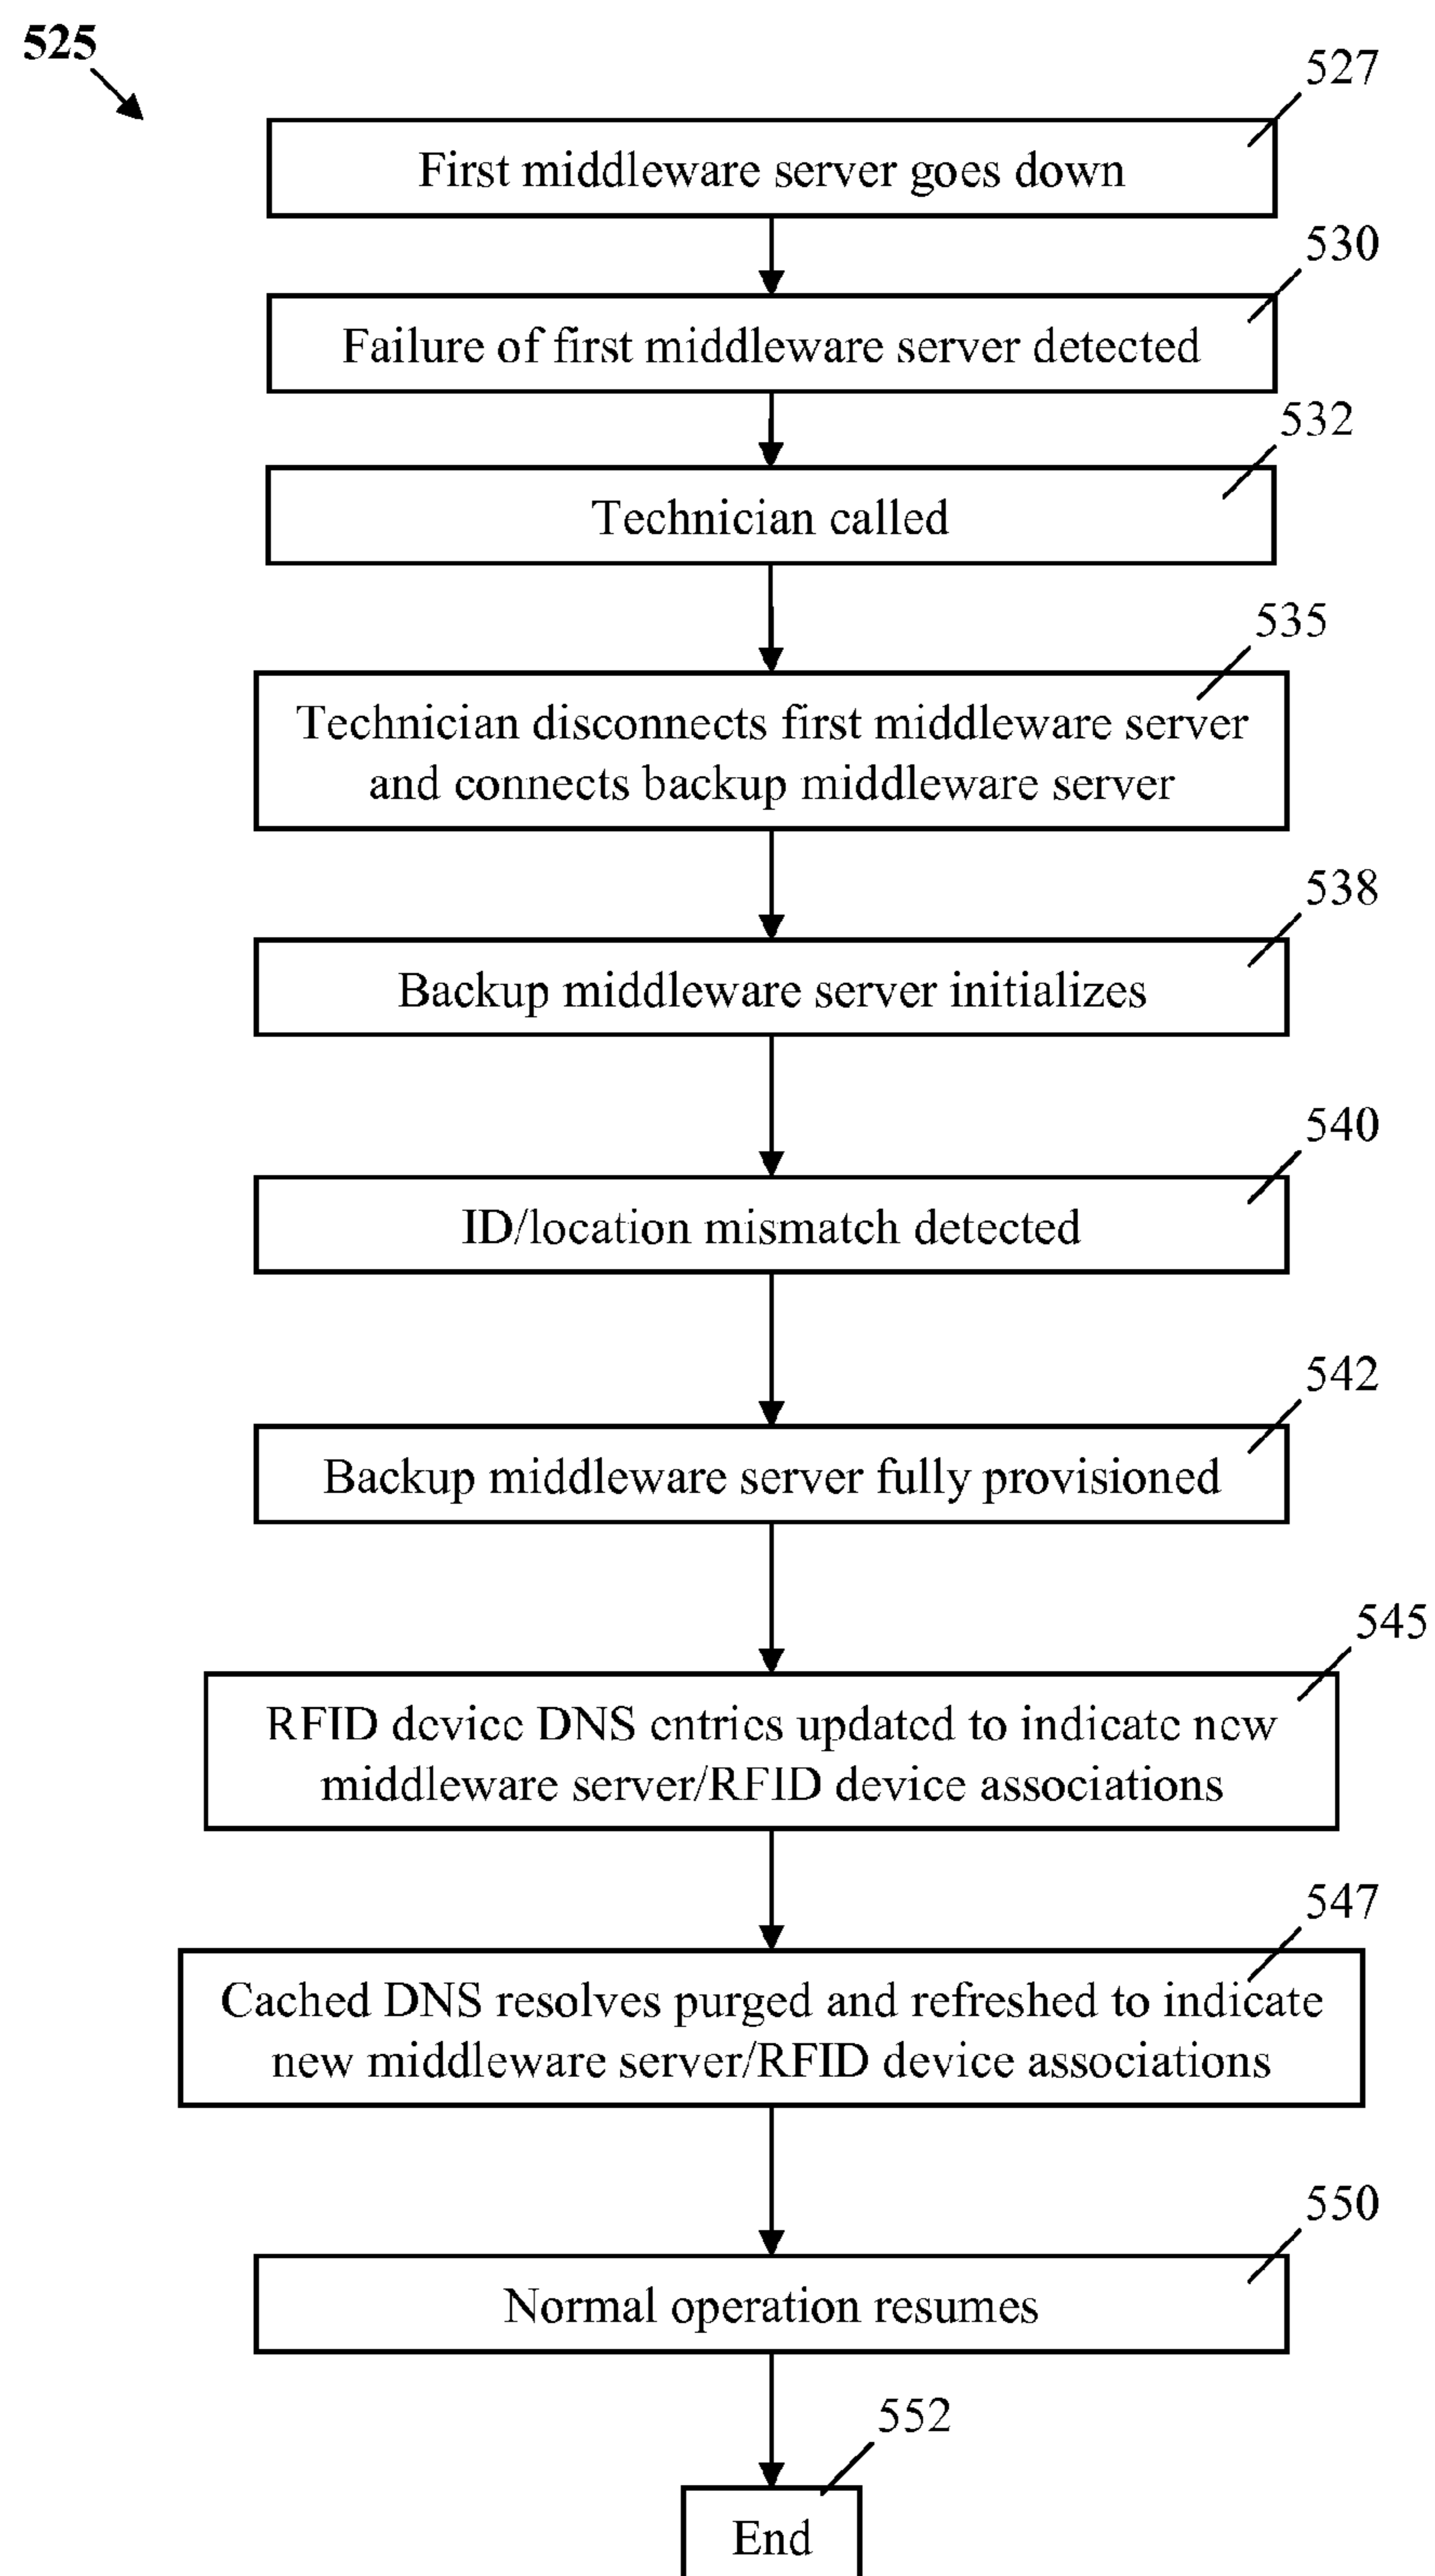 525
527
First middleware server goes down
530
Failure of first middleware server detected
532
Technician called
535
Technician disconnects first middleware server
and connects backup middleware server
538
Backup middleware server initializes
540
ID/location mismatch detected
542
Backup middleware server fully provisioned
545
RFID device DNS entries updated to indicate new
middleware server/RFID device associations
547
Cached DNS resolves purged and refreshed to indicate
new middleware server/RFID device associations
550
Normal operation resumes
552
End